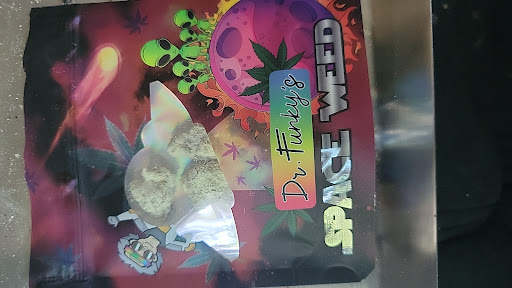 Dr. Funky's
SPACE WEED